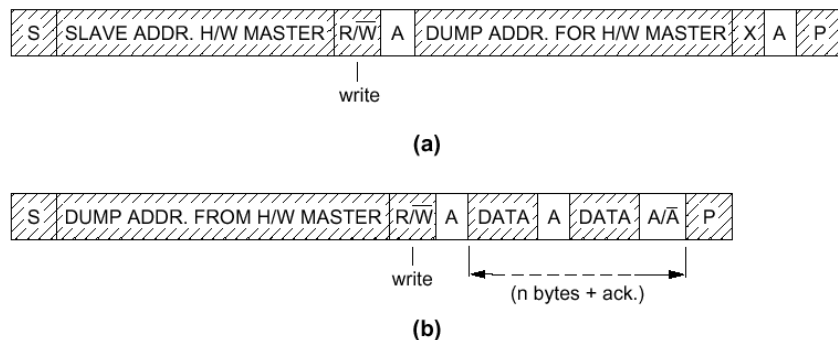 S SLAVE ADDR. H/W MASTER R/W̅ A DUMP ADDR. FOR H/W MASTER X A P
write
(a)
S DUMP ADDR. FROM H/W MASTER R/W̅ A DATA A DATA A/A̅ P
write
(n bytes + ack.)
(b)